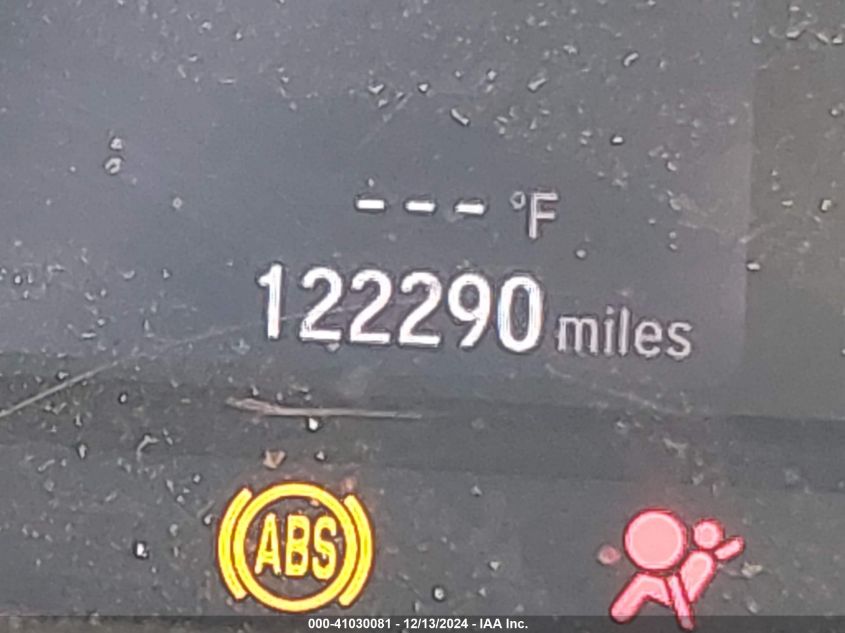 --- °F
122290 miles
ABS
000-41030081 - 12/13/2024 - IAA Inc.